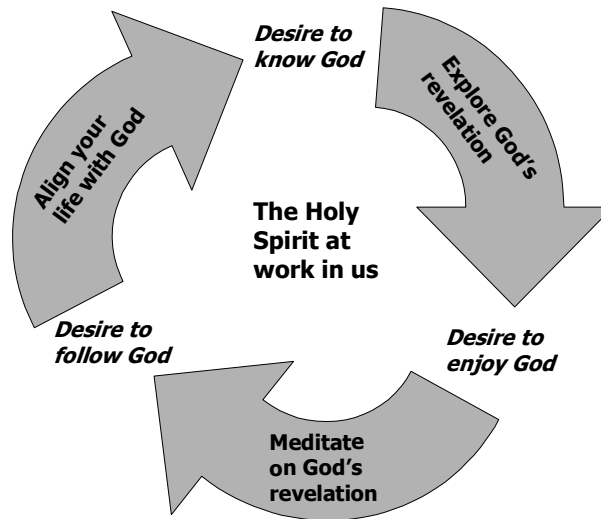 Desire to
know God
Explore God's
revelation
Desire to
enjoy God
Meditate
on God's
revelation
Desire to
follow God
Align your
life with God
The Holy
Spirit at
work in us